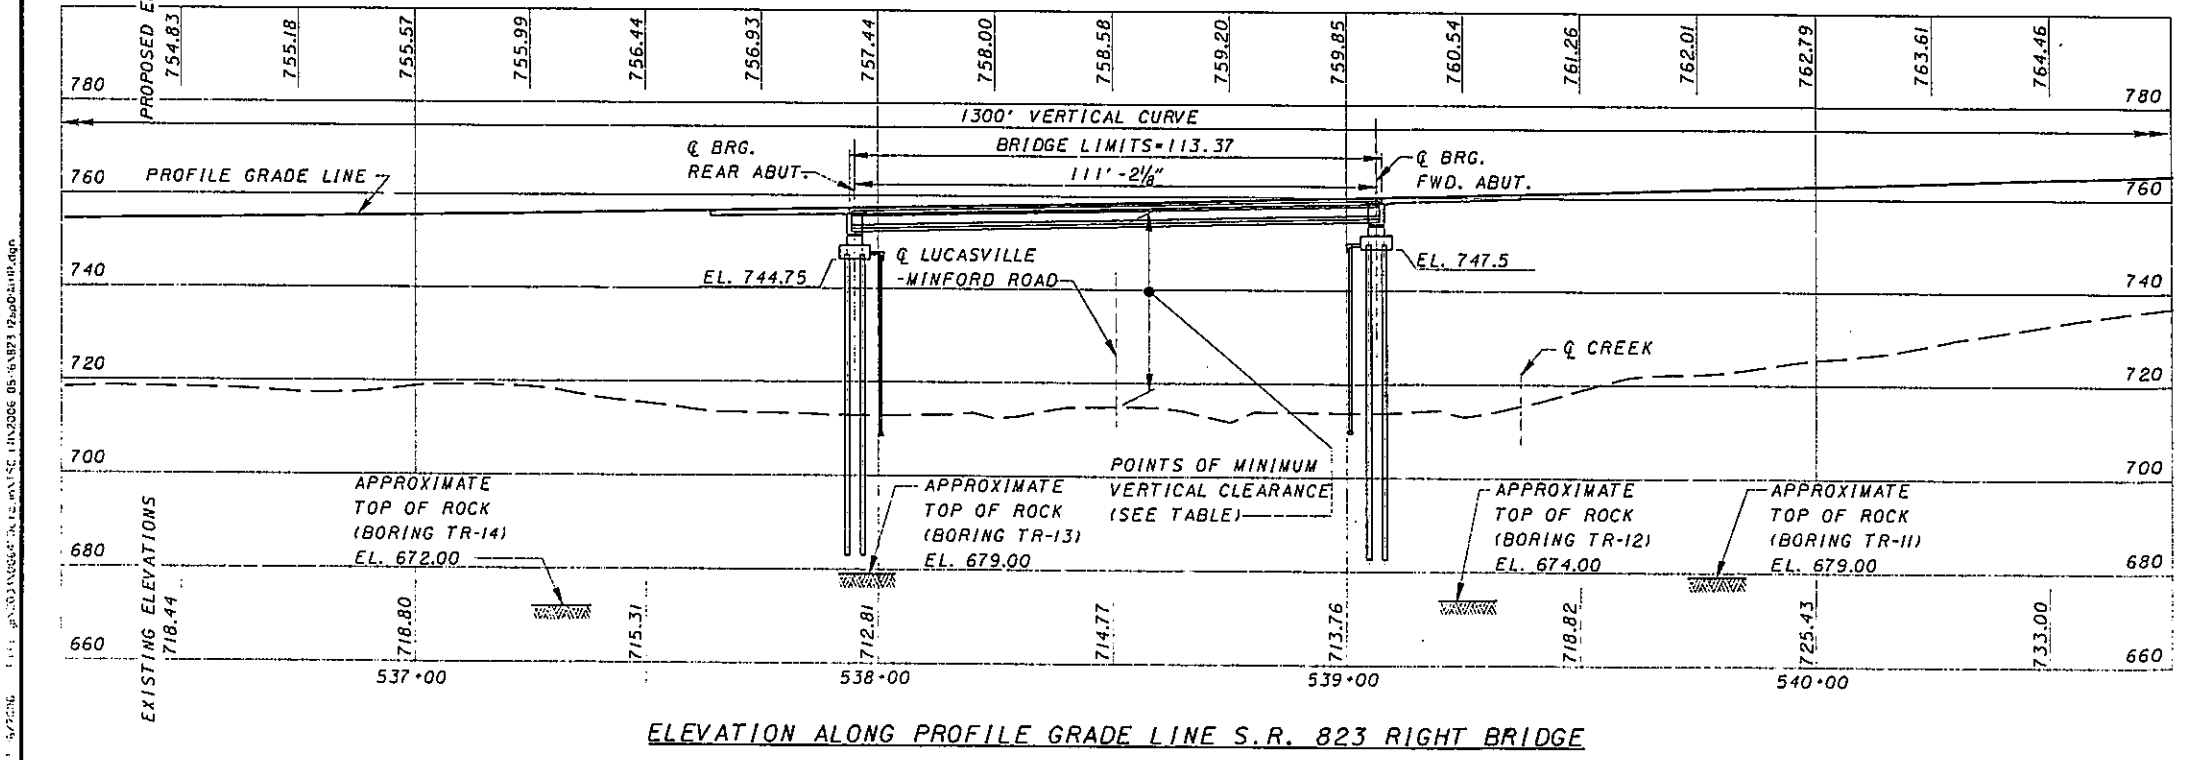 PROPOSED E
754.83
755.18
755.57
755.99
756.44
756.93
757.44
758.00
758.58
759.20
759.85
760.54
761.26
762.01
762.79
763.61
764.46
780
780
1300' VERTICAL CURVE
BRIDGE LIMITS=113.37
111'-2⅛"
℄ BRG.
REAR ABUT.
℄ BRG.
FWD. ABUT.
760
PROFILE GRADE LINE
760
740
EL. 744.75
℄ LUCASVILLE
-MINFORD ROAD
EL. 747.5
740
720
℄ CREEK
720
700
700
POINTS OF MINIMUM
VERTICAL CLEARANCE
(SEE TABLE)
APPROXIMATE
TOP OF ROCK
(BORING TR-14)
EL. 672.00
APPROXIMATE
TOP OF ROCK
(BORING TR-13)
EL. 679.00
APPROXIMATE
TOP OF ROCK
(BORING TR-12)
EL. 674.00
APPROXIMATE
TOP OF ROCK
(BORING TR-11)
EL. 679.00
680
680
EXISTING ELEVATIONS
718.44
718.80
715.31
712.81
714.77
713.76
718.82
725.43
733.00
660
660
537+00
538+00
539+00
540+00
ELEVATION ALONG PROFILE GRADE LINE S.R. 823 RIGHT BRIDGE